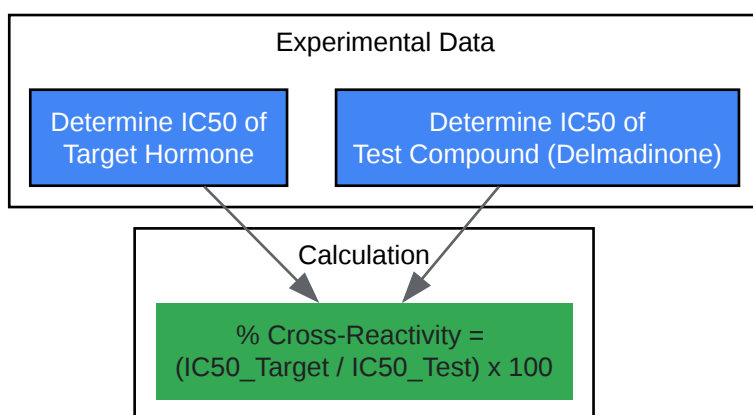 Experimental Data
Determine IC50 of
Target Hormone
Determine IC50 of
Test Compound (Delmadinone)
Calculation
% Cross-Reactivity =
(IC50_Target / IC50_Test) x 100